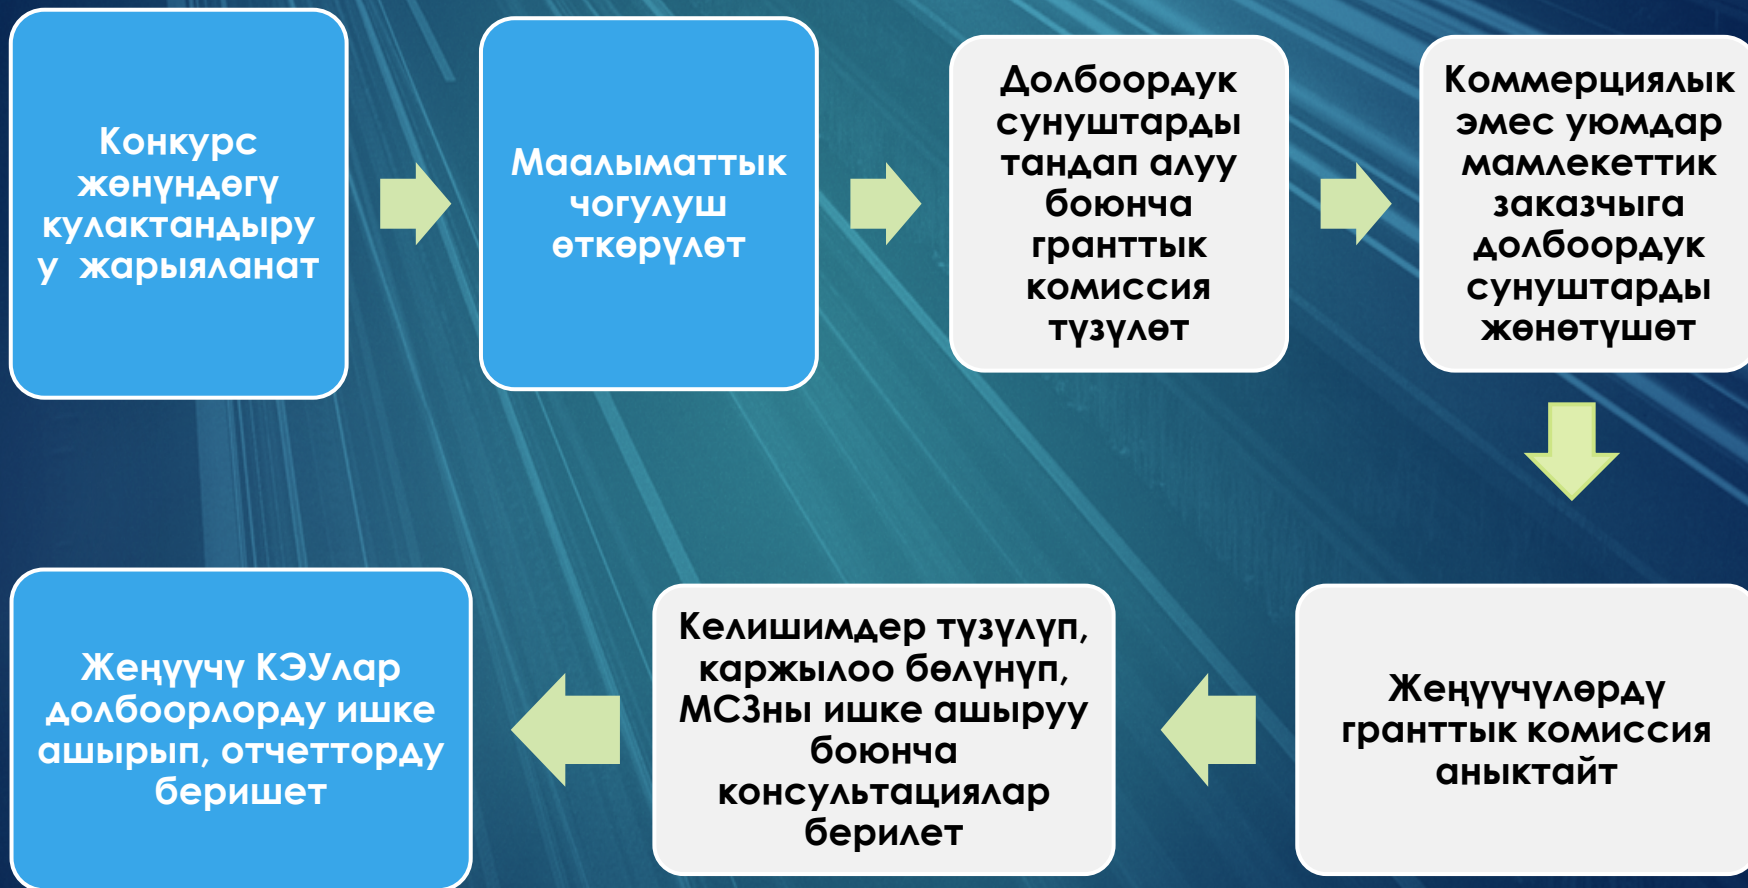 Конкурс
жөнүндөгү
кулактандыру
у жарыяланат
Маалыматтык
чогулуш
өткөрүлөт
Долбоордук
сунуштарды
тандап алуу
боюнча
гранттык
комиссия
түзүлөт
Коммерциялык
эмес уюмдар
мамлекеттик
заказчыга
долбоордук
сунуштарды
жөнөтүшөт
Жеңүүчү КЭУлар
долбоорлорду ишке
ашырып, отчетторду
беришет
Келишимдер түзүлүп,
каржылоо бөлүнүп,
МСЗны ишке ашыруу
боюнча
консультациялар
берилет
Жеңүүчүлөрдү
гранттык комиссия
аныктайт